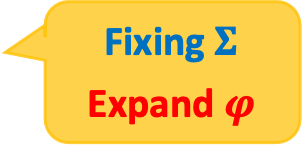 Fixing Σ
Expand φ